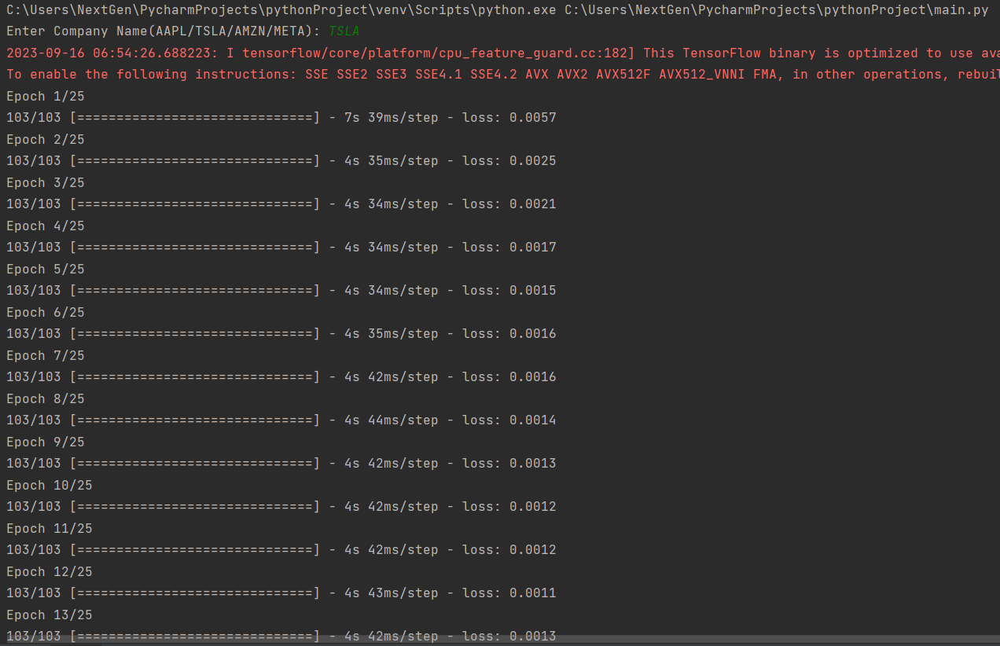 C:\Users\NextGen\PycharmProjects\pythonProject\venv\Scripts\python.exe C:\Users\NextGen\PycharmProjects\pythonProject\main.py
Enter Company Name(AAPL/TSLA/AMZN/META): TSLA
2023-09-16 06:54:26.688223: I tensorflow/core/platform/cpu_feature_guard.cc:182] This TensorFlow binary is optimized to use
To enable the following instructions: SSE SSE2 SSE3 SSE4.1 SSE4.2 AVX AVX2 AVX512F AVX512_VNNI FMA, in other operations,
Epoch 1/25
103/103 [==============================] - 7s 39ms/step - loss: 0.0057
Epoch 2/25
103/103 [==============================] - 4s 35ms/step - loss: 0.0025
Epoch 3/25
103/103 [==============================] - 4s 34ms/step - loss: 0.0021
Epoch 4/25
103/103 [==============================] - 4s 34ms/step - loss: 0.0017
Epoch 5/25
103/103 [==============================] - 4s 34ms/step - loss: 0.0015
Epoch 6/25
103/103 [==============================] - 4s 35ms/step - loss: 0.0016
Epoch 7/25
103/103 [==============================] - 4s 42ms/step - loss: 0.0016
Epoch 8/25
103/103 [==============================] - 4s 44ms/step - loss: 0.0014
Epoch 9/25
103/103 [==============================] - 4s 42ms/step - loss: 0.0013
Epoch 10/25
103/103 [==============================] - 4s 42ms/step - loss: 0.0012
Epoch 11/25
103/103 [==============================] - 4s 42ms/step - loss: 0.0012
Epoch 12/25
103/103 [==============================] - 4s 43ms/step - loss: 0.0011
Epoch 13/25
103/103 [==============================] - 4s 42ms/step - loss: 0.0013